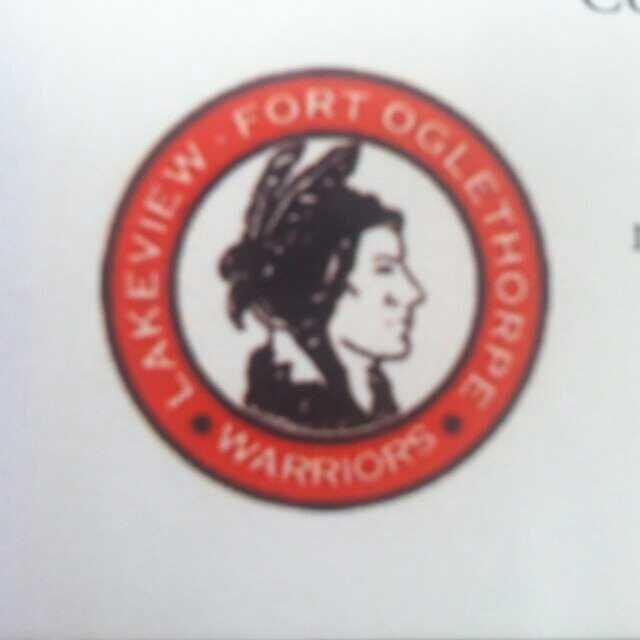 LAKEVIEW - FORT OGLETHORPE
WARRIORS